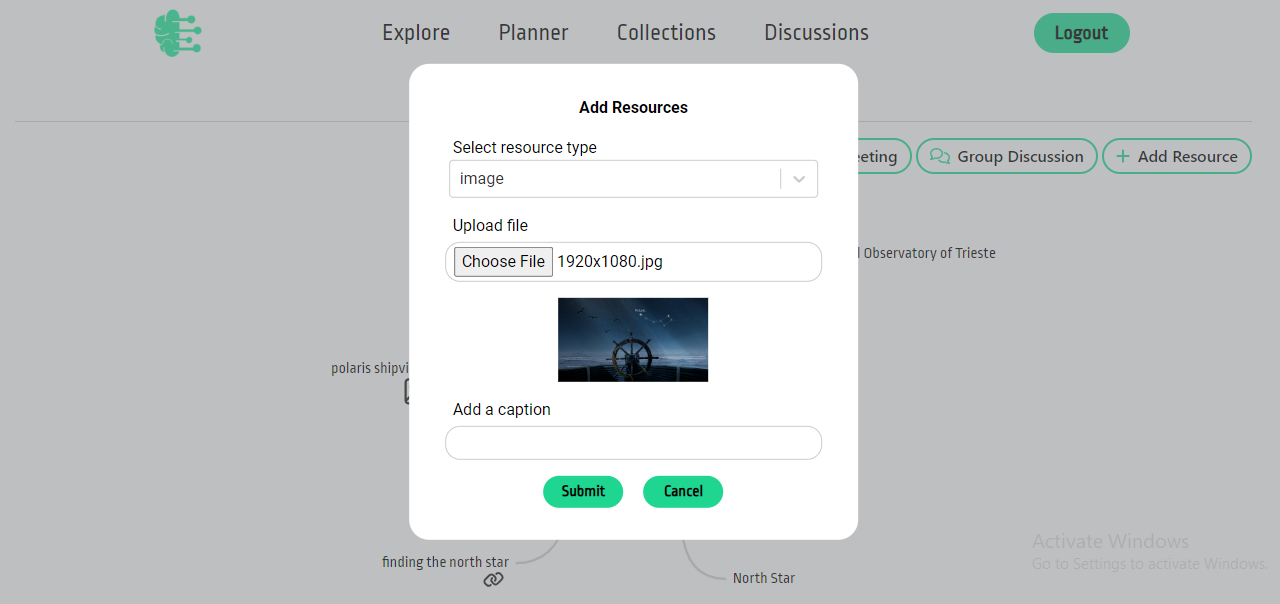 Explore Planner Collections Discussions Logout
Add Resources
Select resource type
eeting Group Discussion Add Resource
image
Upload file
Observatory of Trieste
Choose File 1920x1080.jpg
polaris shipvi
Add a caption
Submit Cancel
Activate Windows
Go to Settings to activate Windows.
finding the north star
North Star